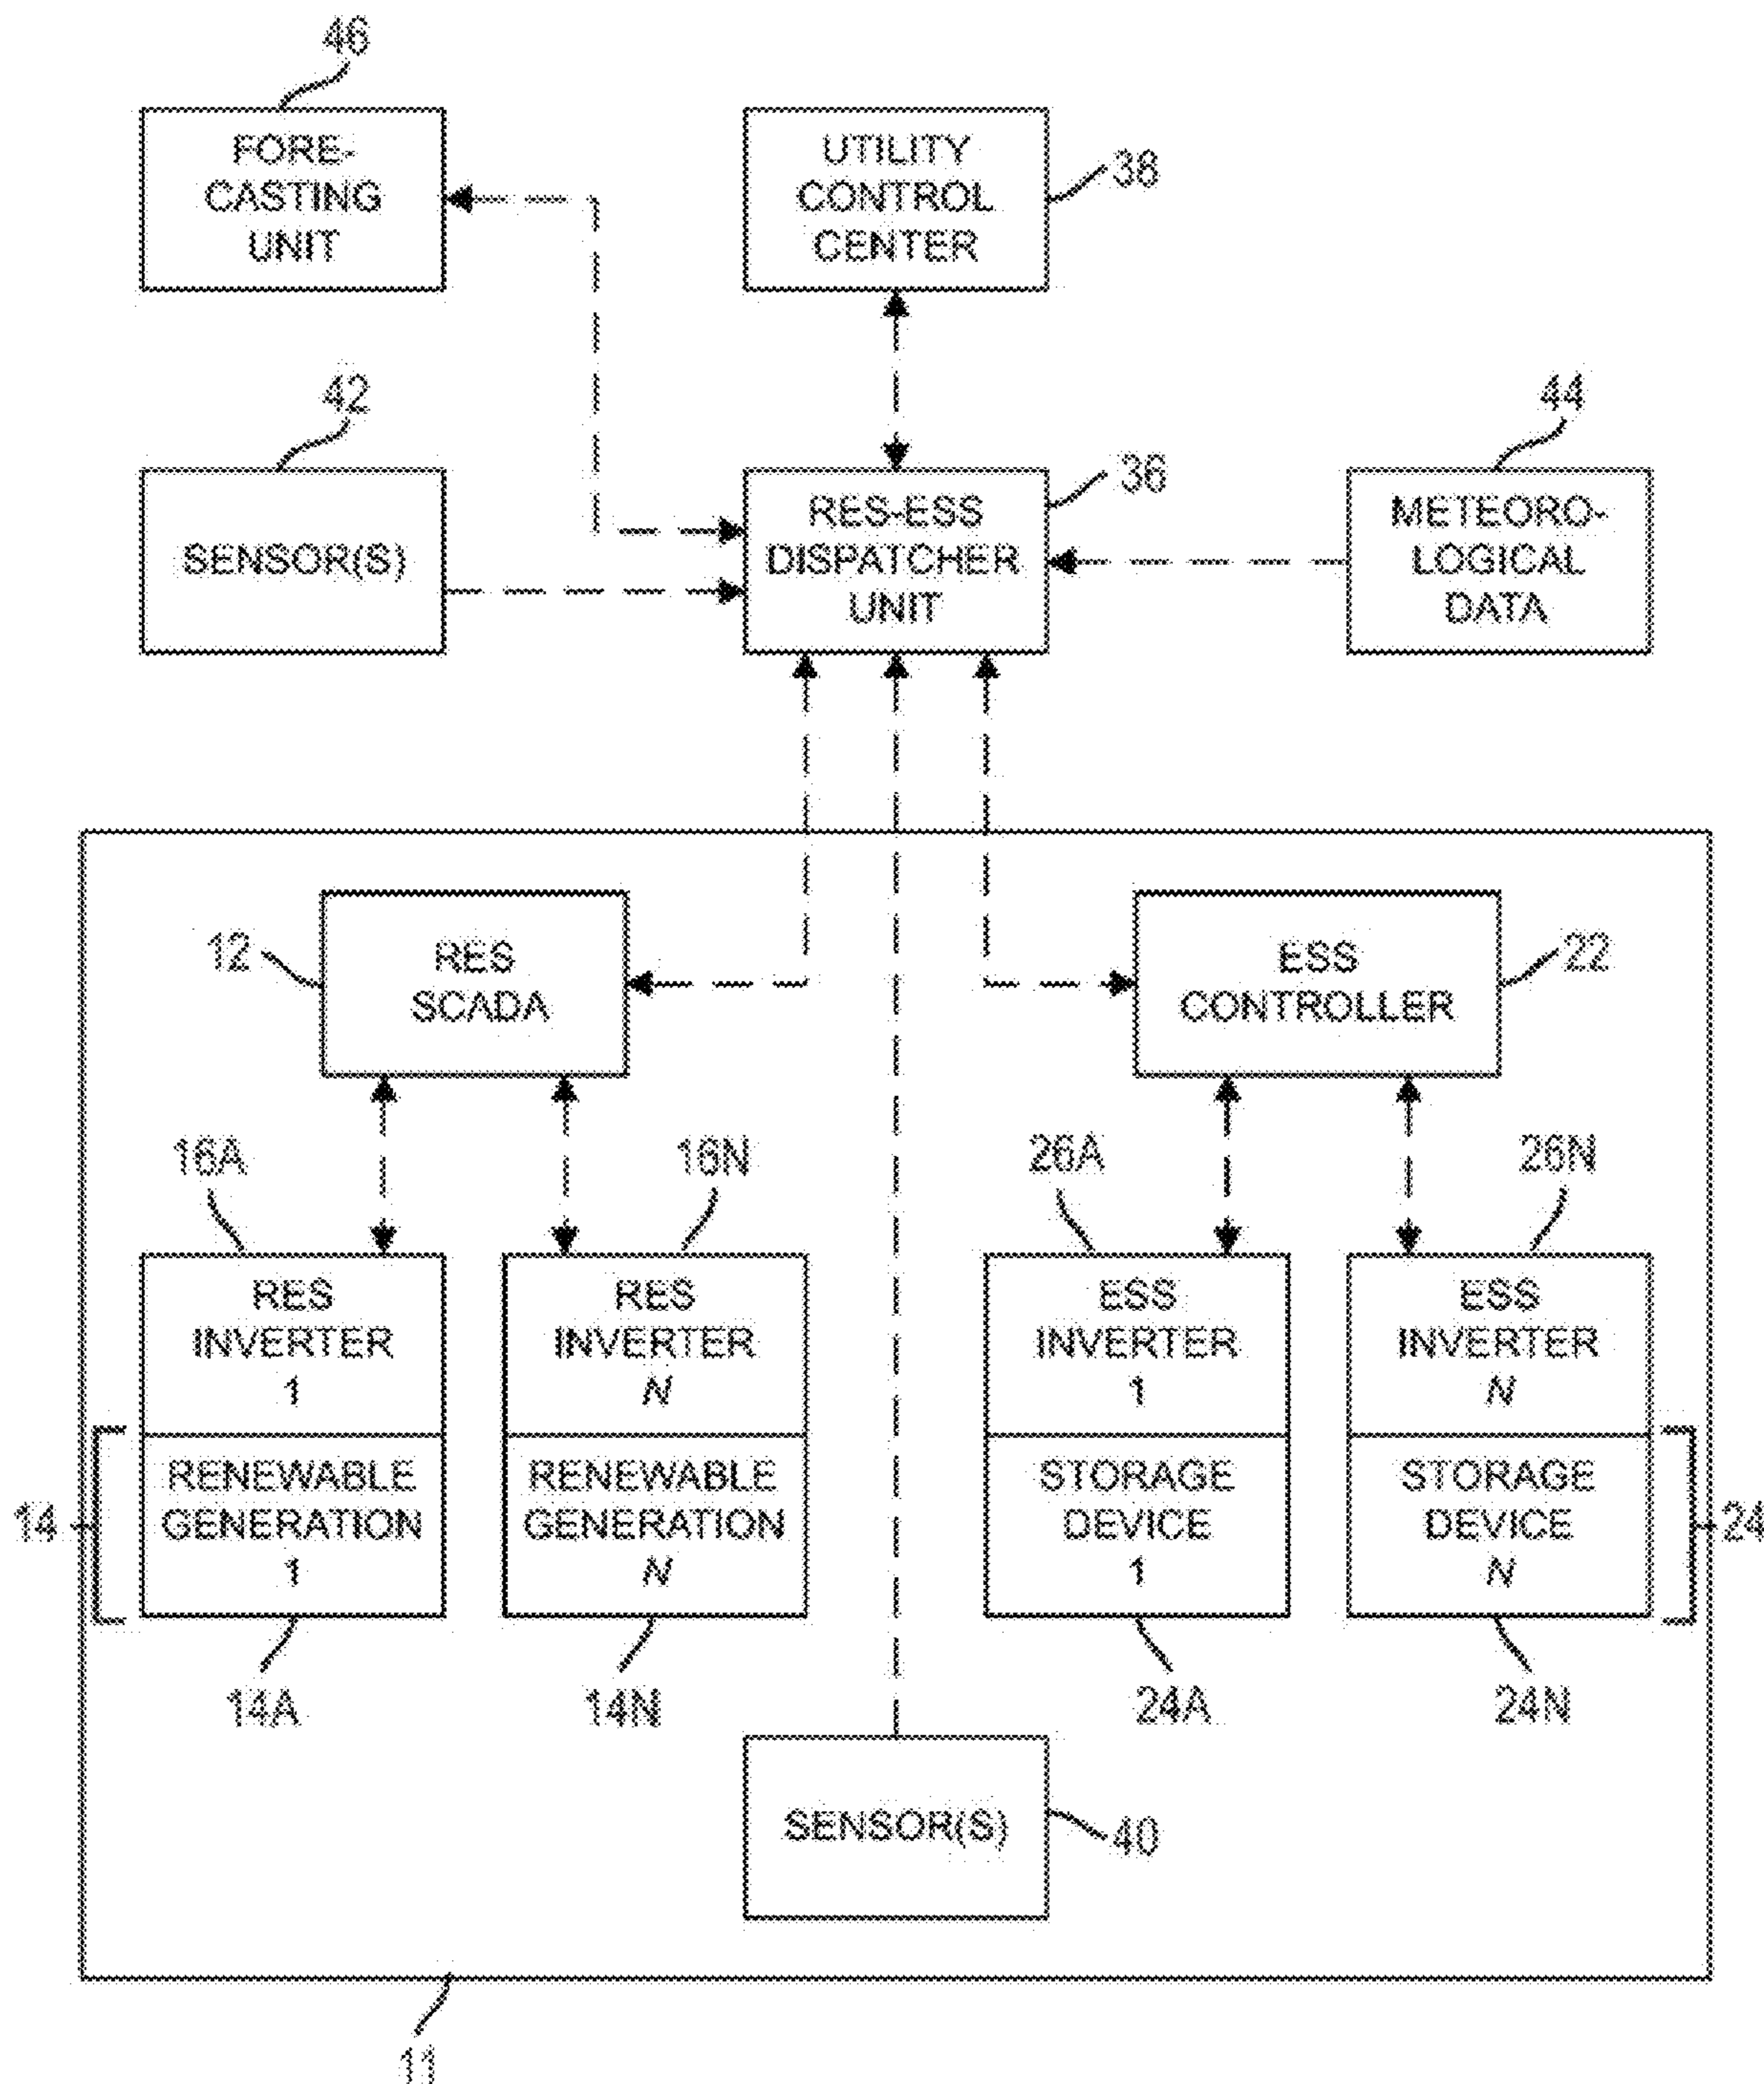 46
FORE-
CASTING
UNIT
UTILITY
CONTROL
CENTER
38
42
SENSOR(S)
RES-ESS
DISPATCHER
UNIT
36
44
METEORO-
LOGICAL
DATA
12
RES
SCADA
ESS
CONTROLLER
22
16A
16N
26A
26N
RES
INVERTER
1
RES
INVERTER
N
ESS
INVERTER
1
ESS
INVERTER
N
14
RENEWABLE
GENERATION
1
RENEWABLE
GENERATION
N
STORAGE
DEVICE
1
STORAGE
DEVICE
N
24
14A
14N
24A
24N
SENSOR(S)
40
11